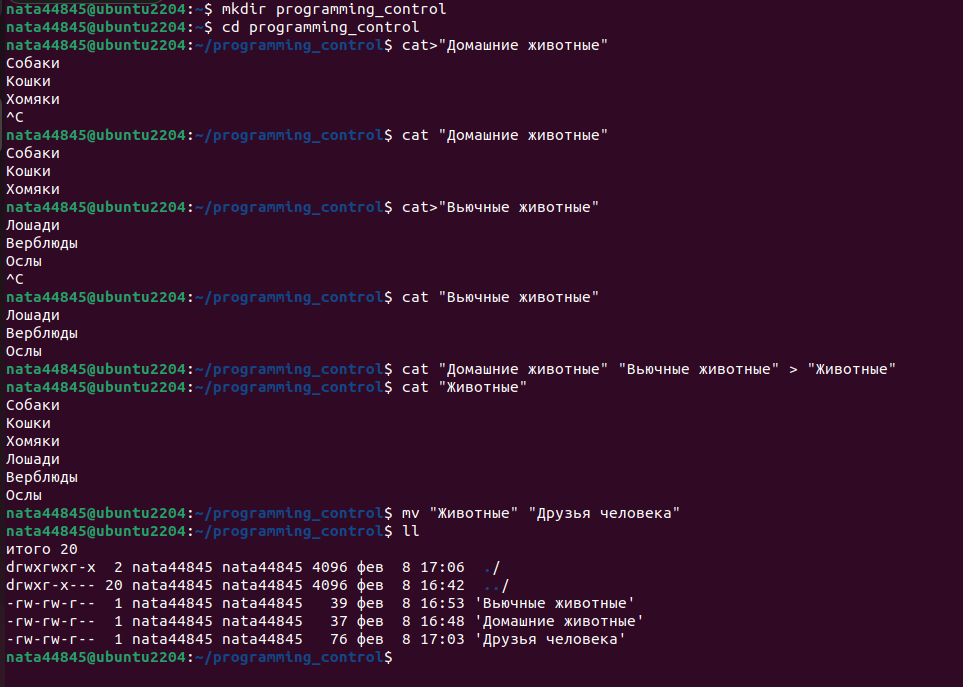 nata44845@ubuntu2204:~$ mkdir programming_control
nata44845@ubuntu2204:~$ cd programming_control
nata44845@ubuntu2204:~/programming_control$ cat>"Домашние животные"
Собаки
Кошки
Хомяки
^C
nata44845@ubuntu2204:~/programming_control$ cat "Домашние животные"
Собаки
Кошки
Хомяки
nata44845@ubuntu2204:~/programming_control$ cat>"Вьючные животные"
Лошади
Верблюды
Ослы
^C
nata44845@ubuntu2204:~/programming_control$ cat "Вьючные животные"
Лошади
Верблюды
Ослы
nata44845@ubuntu2204:~/programming_control$ cat "Домашние животные" "Вьючные животные" > "Животные"
nata44845@ubuntu2204:~/programming_control$ cat "Животные"
Собаки
Кошки
Хомяки
Лошади
Верблюды
Ослы
nata44845@ubuntu2204:~/programming_control$ mv "Животные" "Друзья человека"
nata44845@ubuntu2204:~/programming_control$ ll
итого 20
drwxrwxr-x  2 nata44845 nata44845 4096 фев  8 17:06  ./
drwxr-x--- 20 nata44845 nata44845 4096 фев  8 16:42  ../
-rw-rw-r--  1 nata44845 nata44845   39 фев  8 16:53 'Вьючные животные'
-rw-rw-r--  1 nata44845 nata44845   37 фев  8 16:48 'Домашние животные'
-rw-rw-r--  1 nata44845 nata44845   76 фев  8 17:03 'Друзья человека'
nata44845@ubuntu2204:~/programming_control$